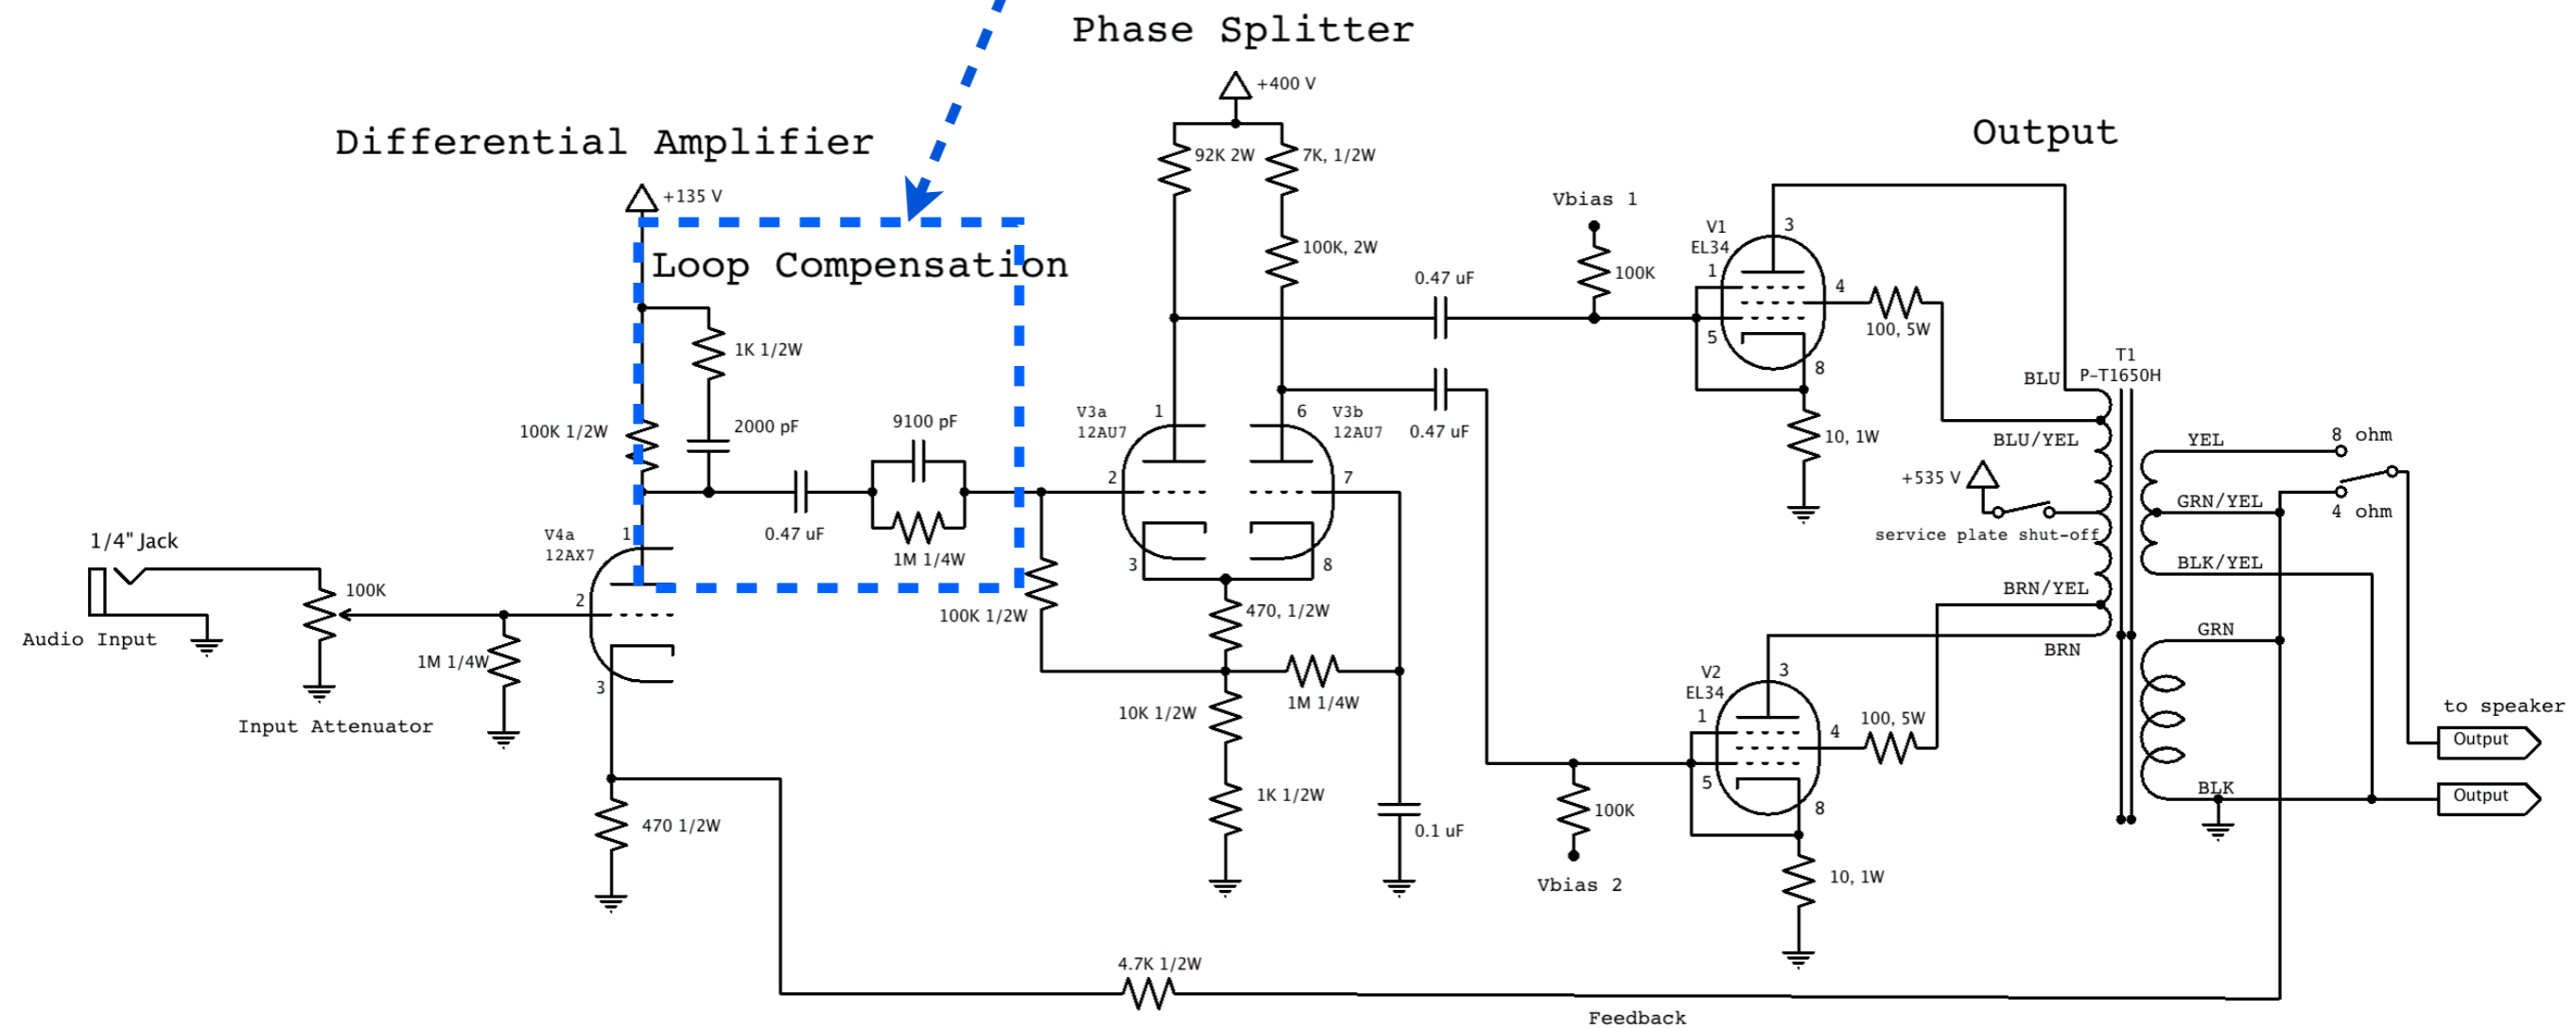 Phase Splitter
+400 V
Differential Amplifier
Output
92K 2W
7K, 1/2W
+135 V
Vbias 1
V1
EL34
3
100K, 2W
Loop Compensation
0.47 uF
100K
1
4
5
100, 5W
8
1K 1/2W
T1
P-T1650H
BLU
100K 1/2W
2000 pF
9100 pF
V3a
12AU7
1
6
V3b
12AU7
0.47 uF
10, 1W
BLU/YEL
YEL
8 ohm
+535 V
2
7
GRN/YEL
4 ohm
service plate shut-off
0.47 uF
1M 1/4W
V4a
12AX7
1
1/4" Jack
3
8
BLK/YEL
100K
2
BRN/YEL
100K 1/2W
470, 1/2W
Audio Input
GRN
BRN
1M 1/4W
3
V2
EL34
3
Input Attenuator
10K 1/2W
1M 1/4W
1
4
100, 5W
to speaker
Output
5
8
1K 1/2W
BLK
Output
100K
470 1/2W
0.1 uF
Vbias 2
10, 1W
4.7K 1/2W
Feedback